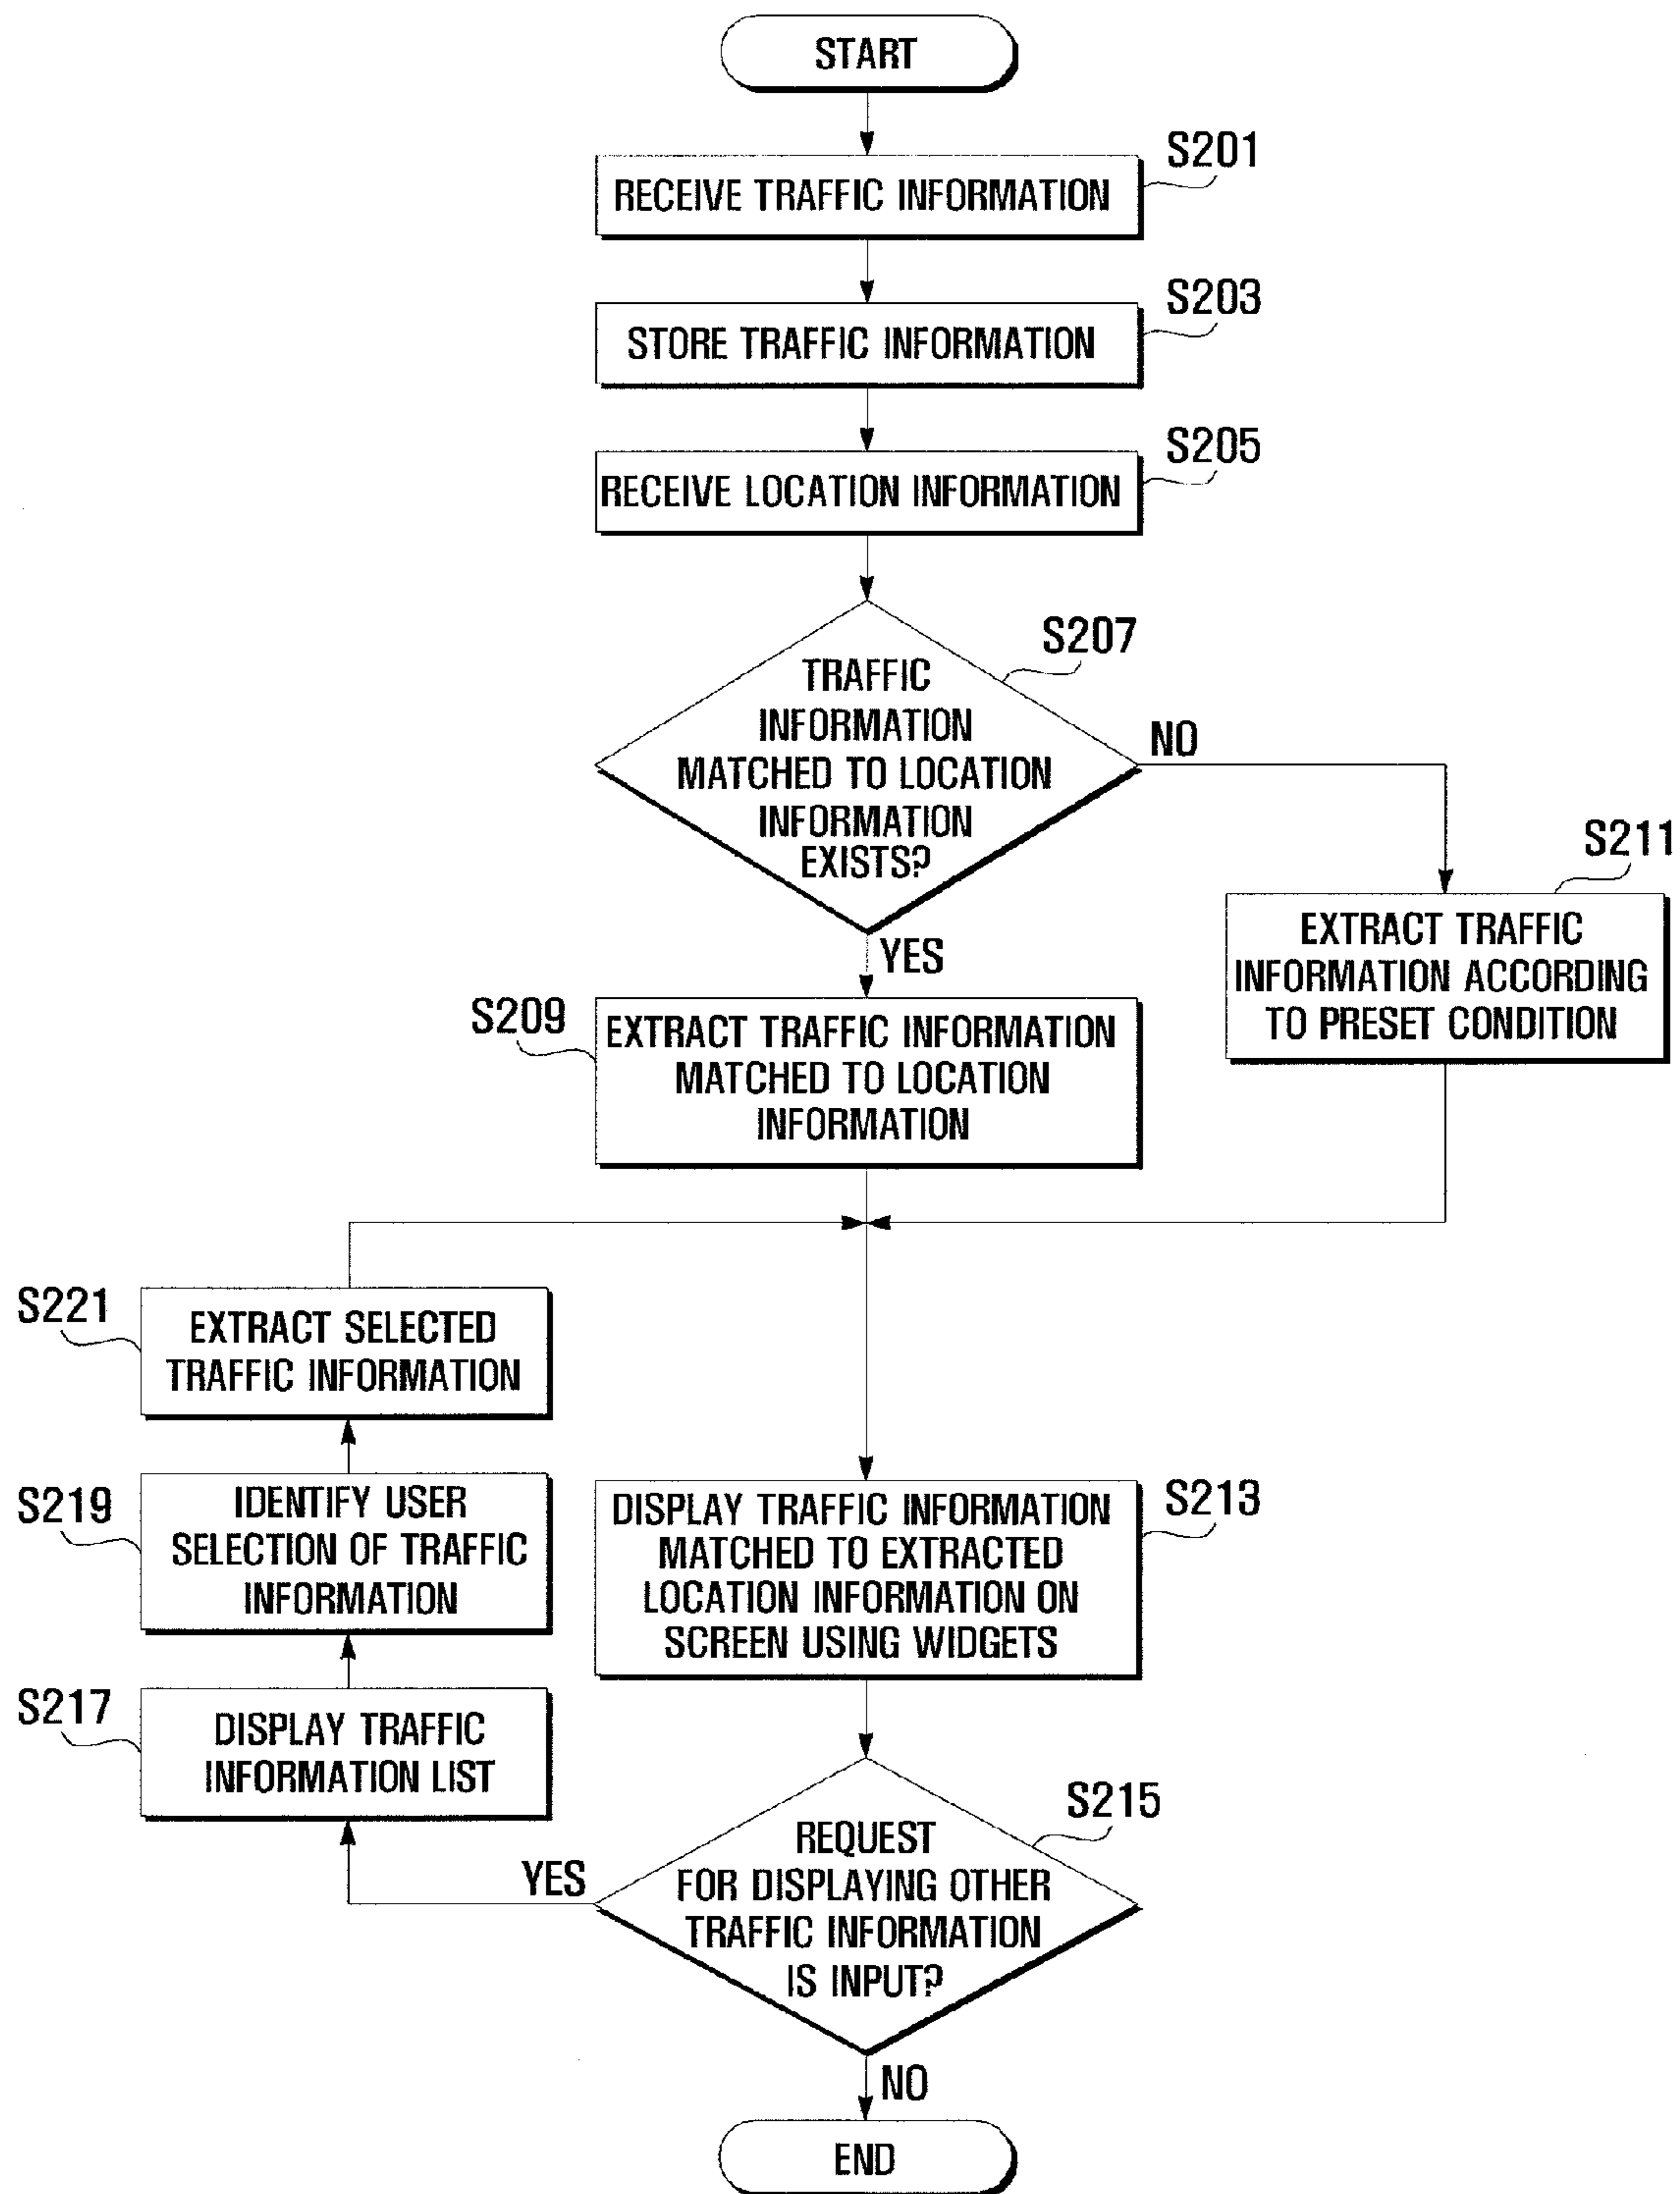 START
S201
RECEIVE TRAFFIC INFORMATION
S203
STORE TRAFFIC INFORMATION
S205
RECEIVE LOCATION INFORMATION
S207
TRAFFIC
INFORMATION
MATCHED TO LOCATION
INFORMATION
EXISTS?
NO
YES
S211
EXTRACT TRAFFIC
INFORMATION ACCORDING
TO PRESET CONDITION
S209
EXTRACT TRAFFIC INFORMATION
MATCHED TO LOCATION
INFORMATION
S221
EXTRACT SELECTED
TRAFFIC INFORMATION
S219
IDENTIFY USER
SELECTION OF TRAFFIC
INFORMATION
S213
DISPLAY TRAFFIC INFORMATION
MATCHED TO EXTRACTED
LOCATION INFORMATION ON
SCREEN USING WIDGETS
S217
DISPLAY TRAFFIC
INFORMATION LIST
S215
REQUEST
FOR DISPLAYING OTHER
TRAFFIC INFORMATION
IS INPUT?
YES
NO
END